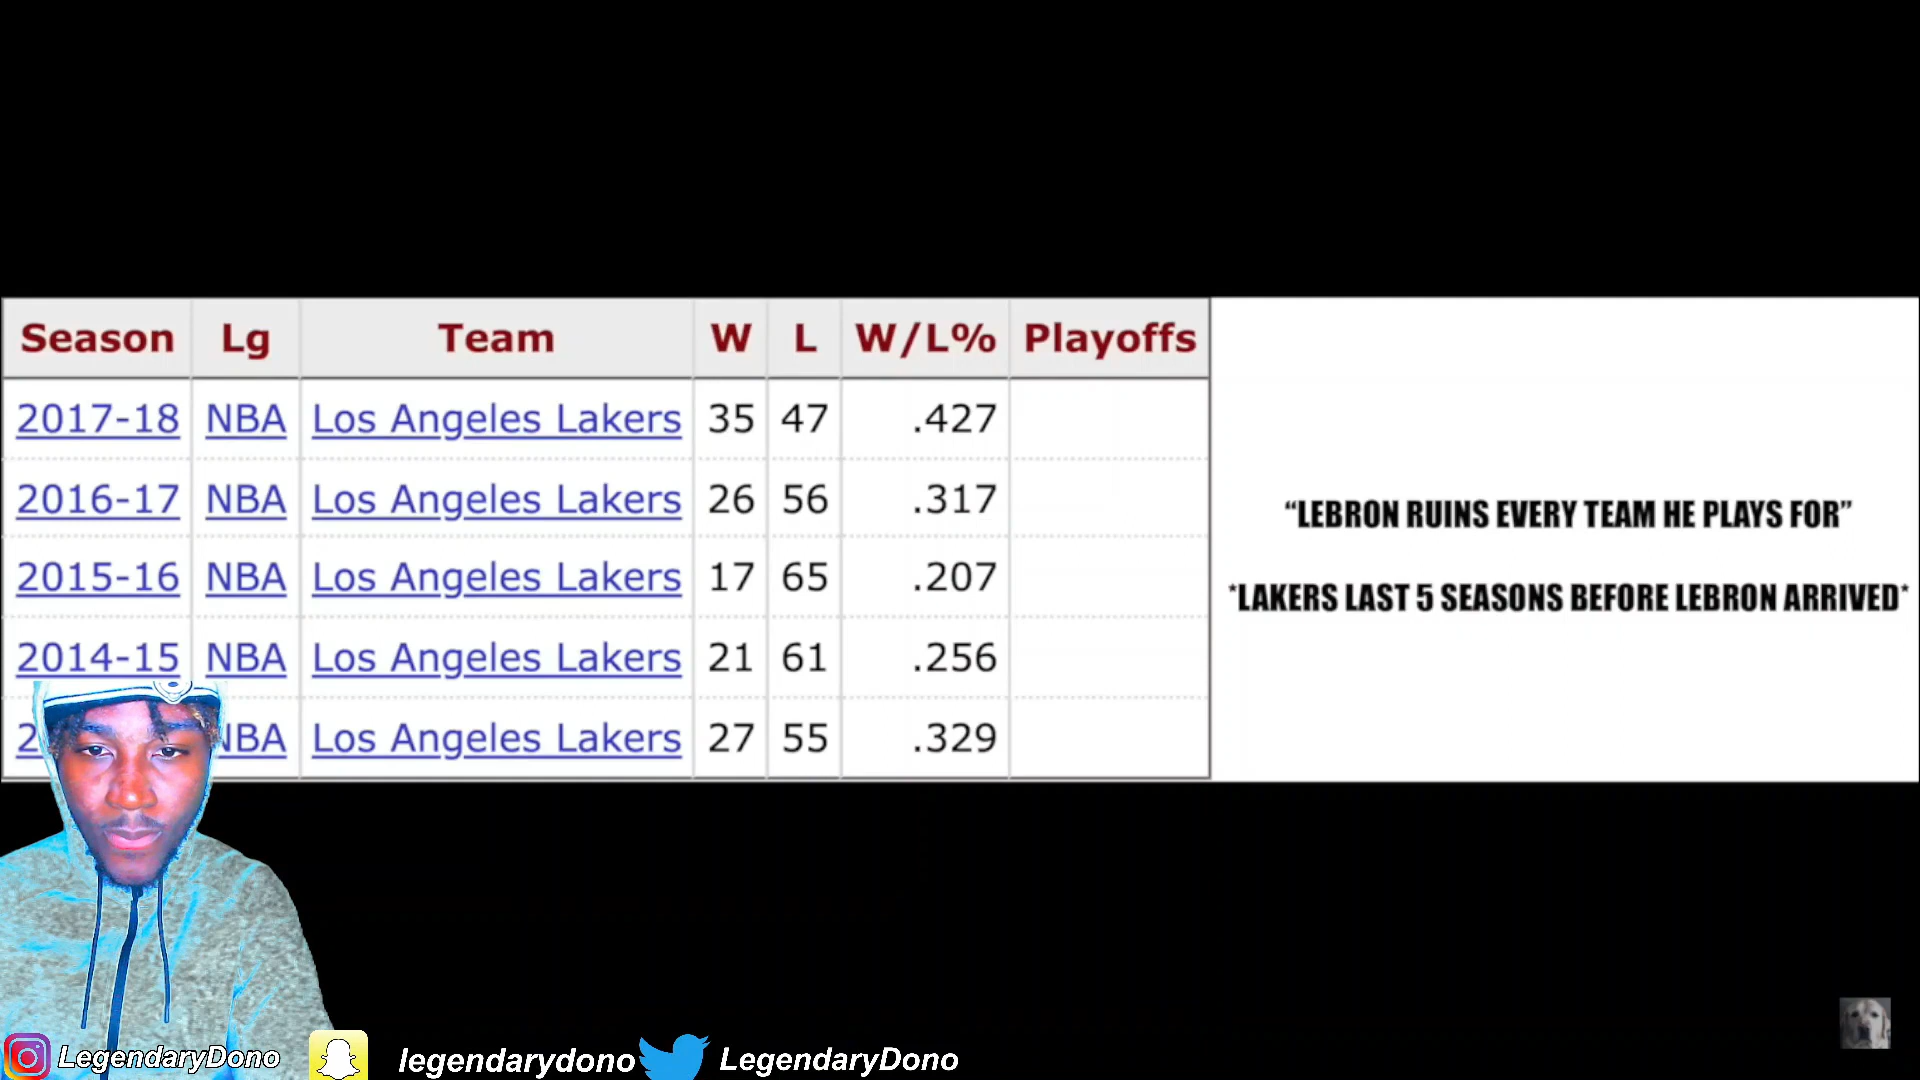 Season Lg Team W L W/L% Playoffs
2017-18 NBA Los Angeles Lakers 35 47 .427
2016-17 NBA Los Angeles Lakers 26 56 .317
2015-16 NBA Los Angeles Lakers 17 65 .207
2014-15 NBA Los Angeles Lakers 21 61 .256
NBA Los Angeles Lakers 27 55 .329
“LEBRON RUINS EVERY TEAM HE PLAYS FOR”
*LAKERS LAST 5 SEASONS BEFORE LEBRON ARRIVED*
LegendaryDono legendarydono LegendaryDono